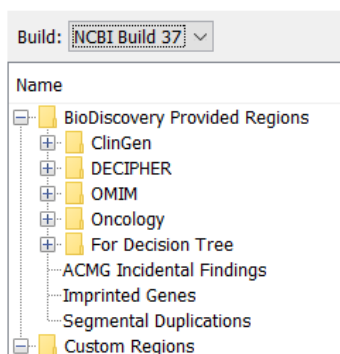 Build: NCBI Build 37
Name
BioDiscovery Provided Regions
ClinGen
DECIPHER
OMIM
Oncology
For Decision Tree
ACMG Incidental Findings
Imprinted Genes
Segmental Duplications
Custom Regions